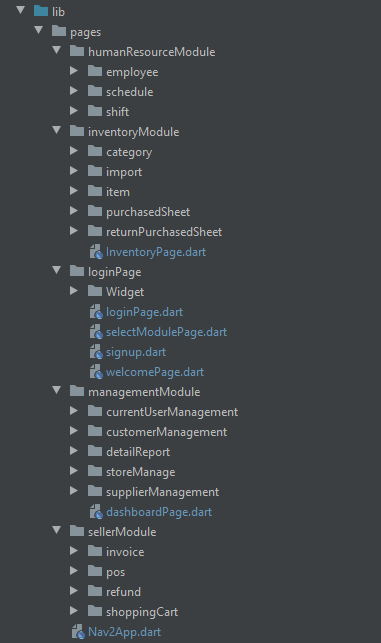 lib
pages
humanResourceModule
employee
schedule
shift
inventoryModule
category
import
item
purchasedSheet
returnPurchasedSheet
InventoryPage.dart
loginPage
Widget
loginPage.dart
selectModulePage.dart
signup.dart
welcomePage.dart
managementModule
currentUserManagement
customerManagement
detailReport
storeManage
supplierManagement
dashboardPage.dart
sellerModule
invoice
pos
refund
shoppingCart
Nav2App.dart